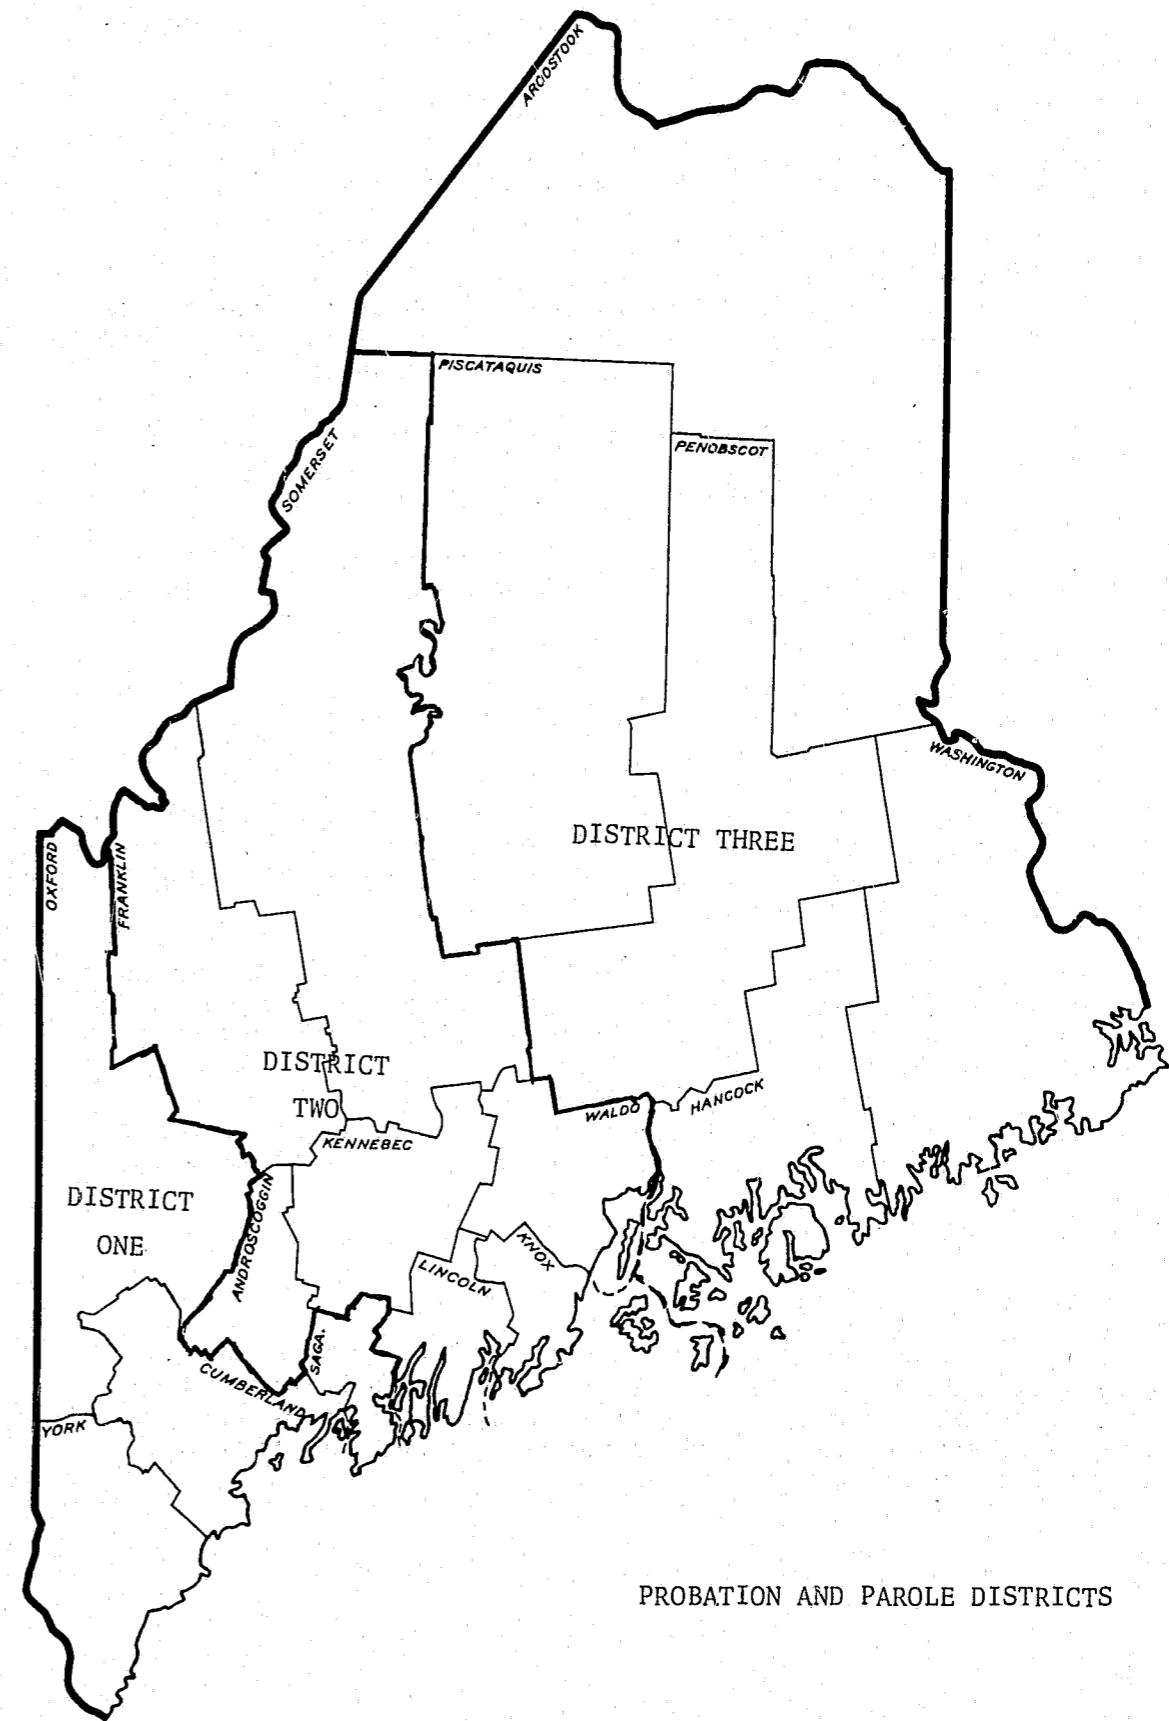 AROOSTOOK
PISCATAQUIS
PENOBSCOT
SOMERSET
WASHINGTON
DISTRICT THREE
OXFORD
FRANKLIN
DISTRICT
TWO
WALDO
HANCOCK
KENNEBEC
DISTRICT
ONE
ANDROSCOGGIN
KNOX
LINCOLN
SAGA.
CUMBERLAND
YORK
PROBATION AND PAROLE DISTRICTS